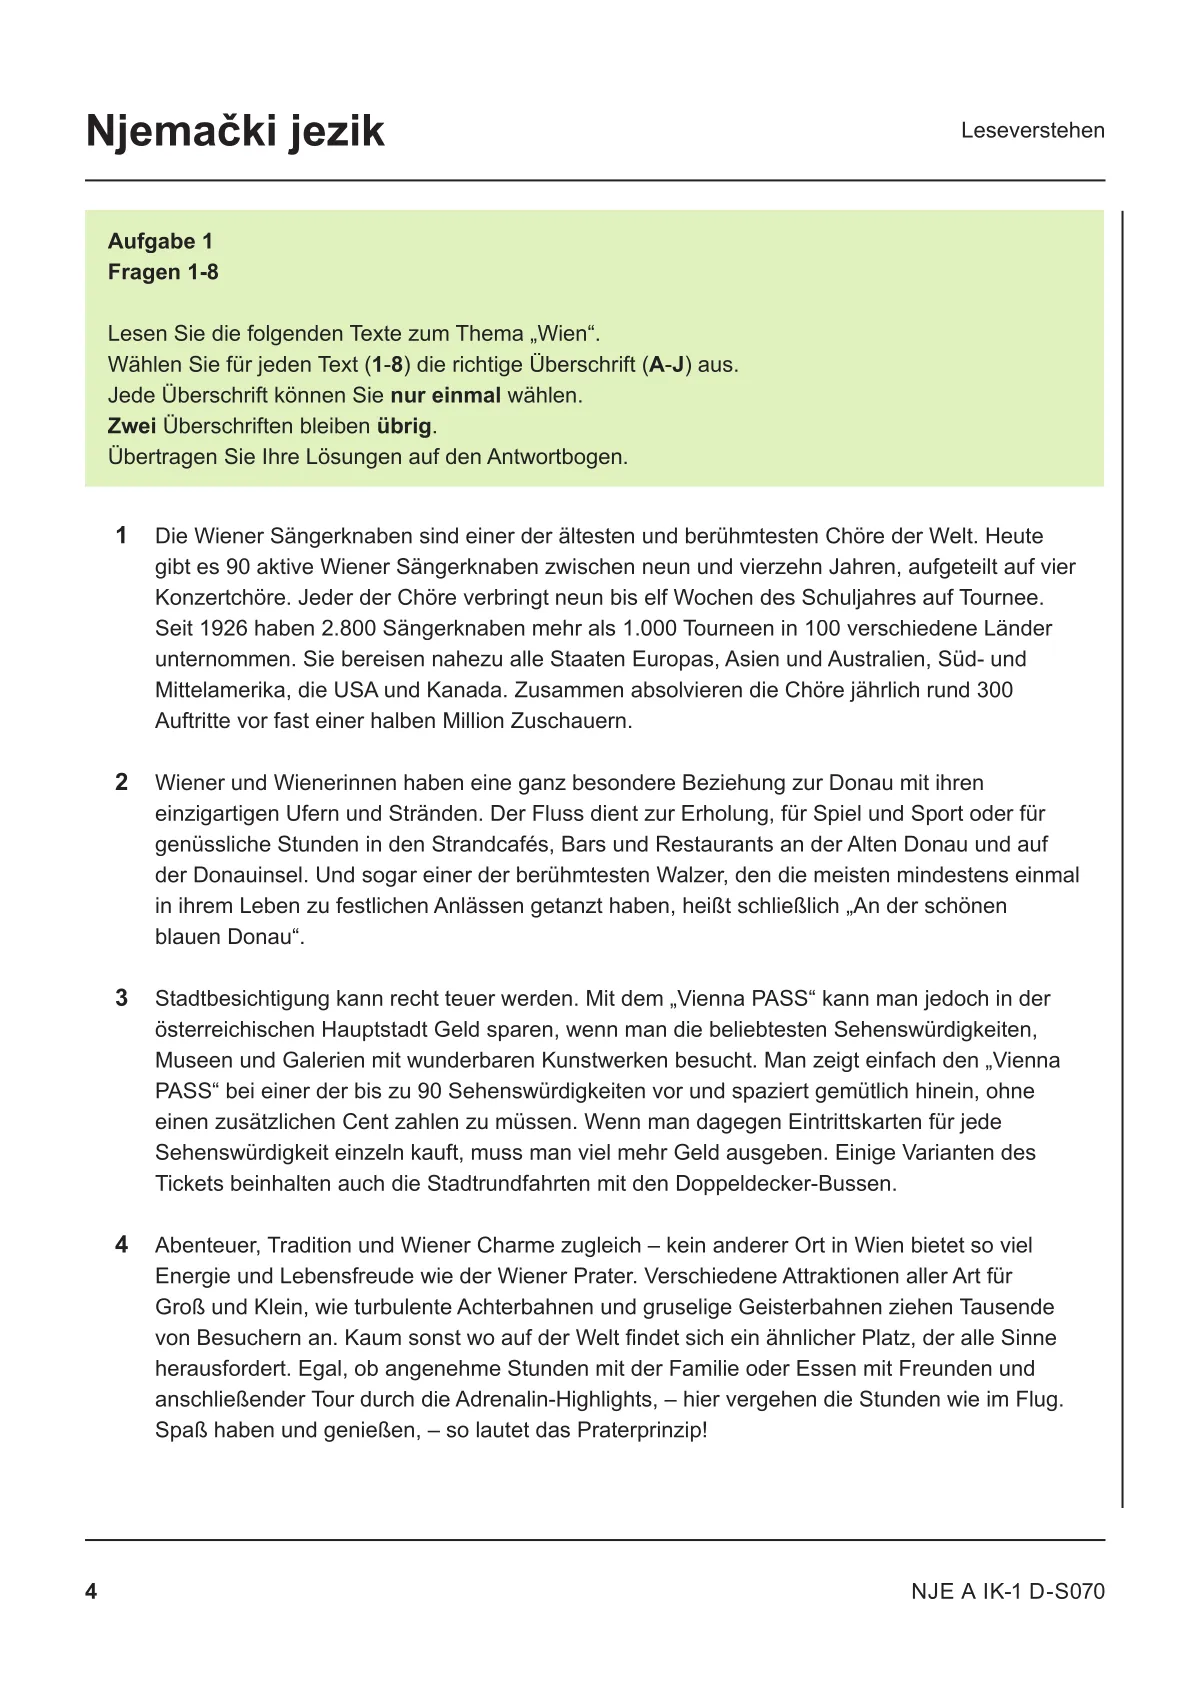 Njemački jezik
Leseverstehen
Aufgabe 1
Fragen 1-8
Lesen Sie die folgenden Texte zum Thema „Wien“.
Wählen Sie für jeden Text (1-8) die richtige Überschrift (A-J) aus.
Jede Überschrift können Sie nur einmal wählen.
Zwei Überschriften bleiben übrig.
Übertragen Sie Ihre Lösungen auf den Antwortbogen.
1 Die Wiener Sängerknaben sind einer der ältesten und berühmtesten Chöre der Welt. Heute
gibt es 90 aktive Wiener Sängerknaben zwischen neun und vierzehn Jahren, aufgeteilt auf vier
Konzertchöre. Jeder der Chöre verbringt neun bis elf Wochen des Schuljahres auf Tournee.
Seit 1926 haben 2.800 Sängerknaben mehr als 1.000 Tourneen in 100 verschiedene Länder
unternommen. Sie bereisen nahezu alle Staaten Europas, Asien und Australien, Süd- und
Mittelamerika, die USA und Kanada. Zusammen absolvieren die Chöre jährlich rund 300
Auftritte vor fast einer halben Million Zuschauern.
2 Wiener und Wienerinnen haben eine ganz besondere Beziehung zur Donau mit ihren
einzigartigen Ufern und Stränden. Der Fluss dient zur Erholung, für Spiel und Sport oder für
genüssliche Stunden in den Strandcafés, Bars und Restaurants an der Alten Donau und auf
der Donauinsel. Und sogar einer der berühmtesten Walzer, den die meisten mindestens einmal
in ihrem Leben zu festlichen Anlässen getanzt haben, heißt schließlich „An der schönen
blauen Donau“.
3 Stadtbesichtigung kann recht teuer werden. Mit dem „Vienna PASS“ kann man jedoch in der
österreichischen Hauptstadt Geld sparen, wenn man die beliebtesten Sehenswürdigkeiten,
Museen und Galerien mit wunderbaren Kunstwerken besucht. Man zeigt einfach den „Vienna
PASS“ bei einer der bis zu 90 Sehenswürdigkeiten vor und spaziert gemütlich hinein, ohne
einen zusätzlichen Cent zahlen zu müssen. Wenn man dagegen Eintrittskarten für jede
Sehenswürdigkeit einzeln kauft, muss man viel mehr Geld ausgeben. Einige Varianten des
Tickets beinhalten auch die Stadtrundfahrten mit den Doppeldecker-Bussen.
4 Abenteuer, Tradition und Wiener Charme zugleich – kein anderer Ort in Wien bietet so viel
Energie und Lebensfreude wie der Wiener Prater. Verschiedene Attraktionen aller Art für
Groß und Klein, wie turbulente Achterbahnen und gruselige Geisterbahnen ziehen Tausende
von Besuchern an. Kaum sonst wo auf der Welt findet sich ein ähnlicher Platz, der alle Sinne
herausfordert. Egal, ob angenehme Stunden mit der Familie oder Essen mit Freunden und
anschließender Tour durch die Adrenalin-Highlights, – hier vergehen die Stunden wie im Flug.
Spaß haben und genießen, – so lautet das Praterprinzip!
4
NJE A IK-1 D-S070